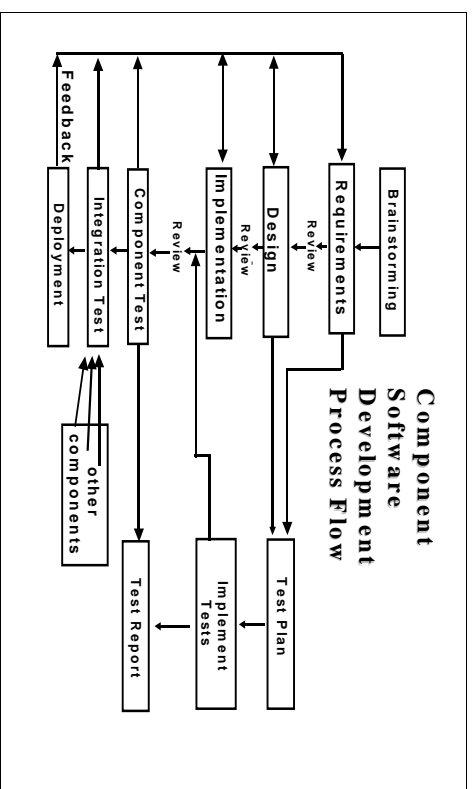 Component
Software
Development
Process Flow
Brainstorming
Requirements
Review
Design
Review
Implementation
Review
Component Test
Integration Test
Deployment
Feedback
other
components
Test Plan
Implement
Tests
Test Report